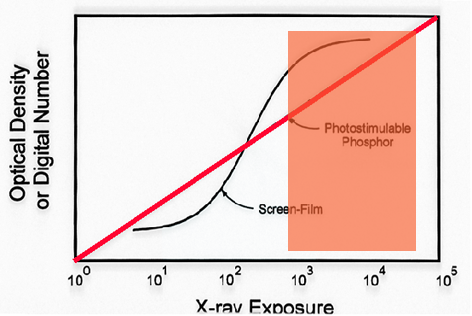 Optical Density
or Digital Number
Photostimulable
Phosphor
Screen-Film
10⁰ 10¹ 10² 10³ 10⁴ 10⁵
X-ray Exposure